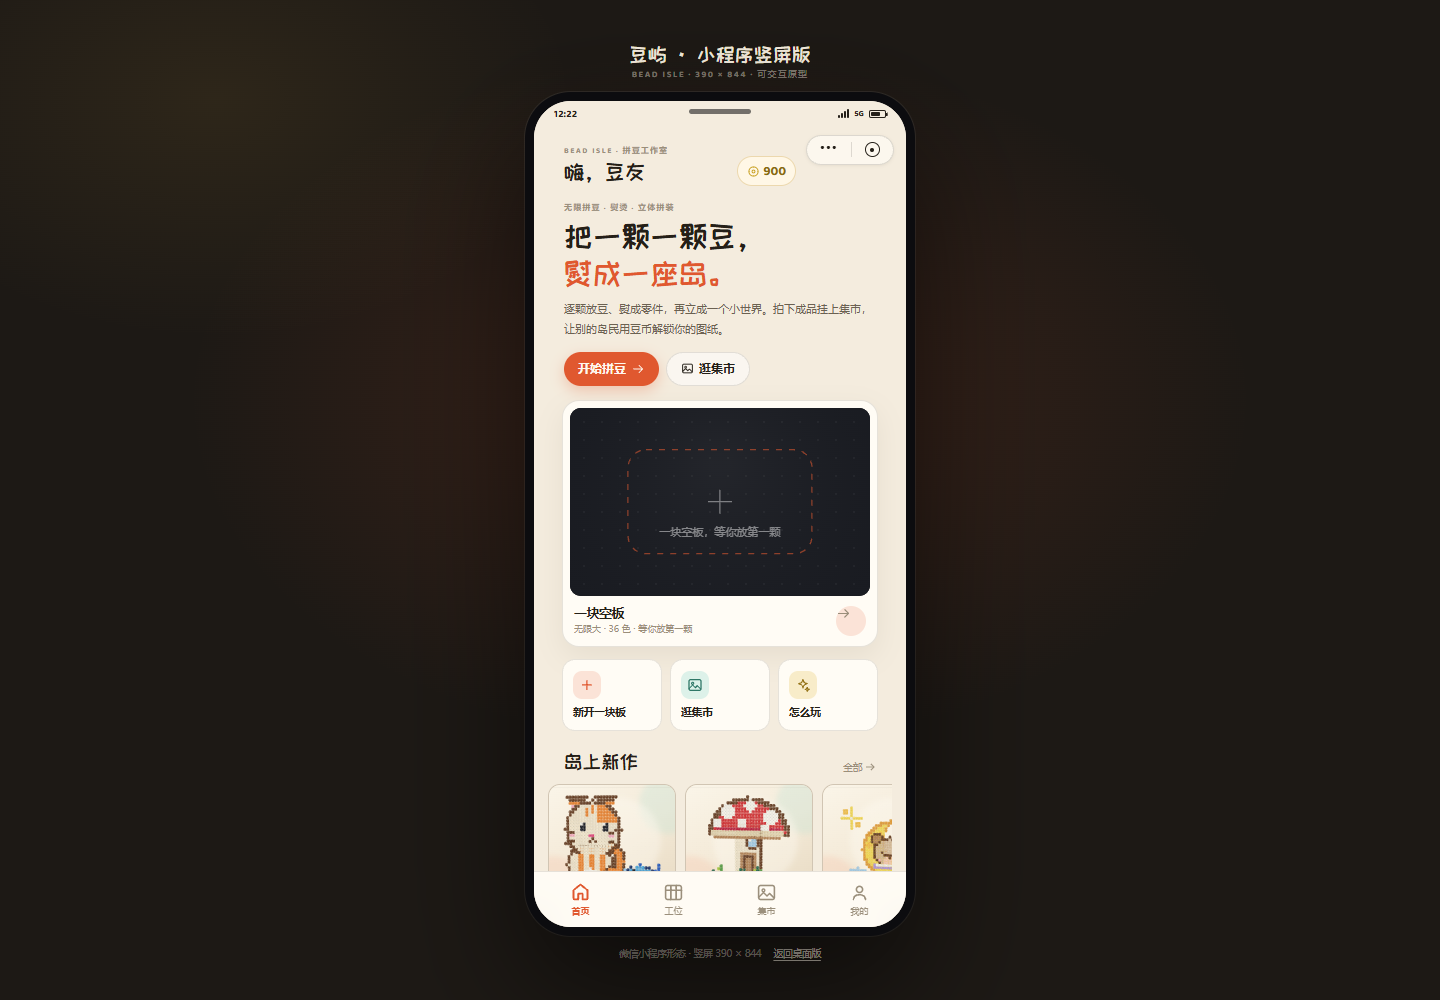 豆屿 · 小程序竖屏版
BEAD ISLE · 390 × 844 · 可交互原型
12:22
5G
BEAD ISLE · 拼豆工作室
嗨，豆友
900
无限拼豆 · 熨烫 · 立体拼装
把一颗一颗豆，
熨成一座岛。
逐颗放豆、熨成零件，再立成一个小世界。拍下成品挂上集市，
让别的岛民用豆币解锁你的图纸。
开始拼豆 →
逛集市
一块空板，等你放第一颗
一块空板
无限大 · 36 色 · 等你放第一颗
新开一块板
逛集市
怎么玩
岛上新作
全部 →
首页
工位
集市
我的
微信小程序形态 · 竖屏 390 × 844 返回桌面版